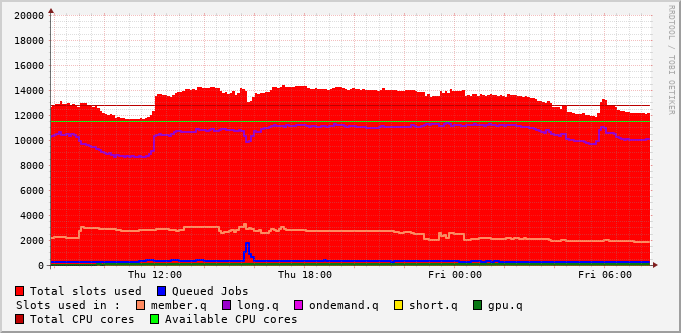 RRDTOOL / TOBI OETIKER
20000
18000
16000
14000
12000
10000
8000
6000
4000
2000
0
Thu 12:00 Thu 18:00 Fri 00:00 Fri 06:00
Total slots used Queued Jobs
Slots used in : member.q long.q ondemand.q short.q gpu.q
Total CPU cores Available CPU cores